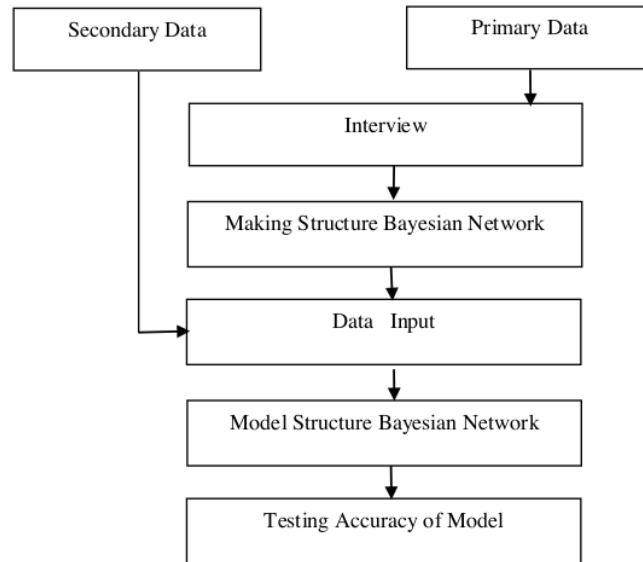 Secondary Data
Primary Data
Interview
Making Structure Bayesian Network
Data Input
Model Structure Bayesian Network
Testing Accuracy of Model